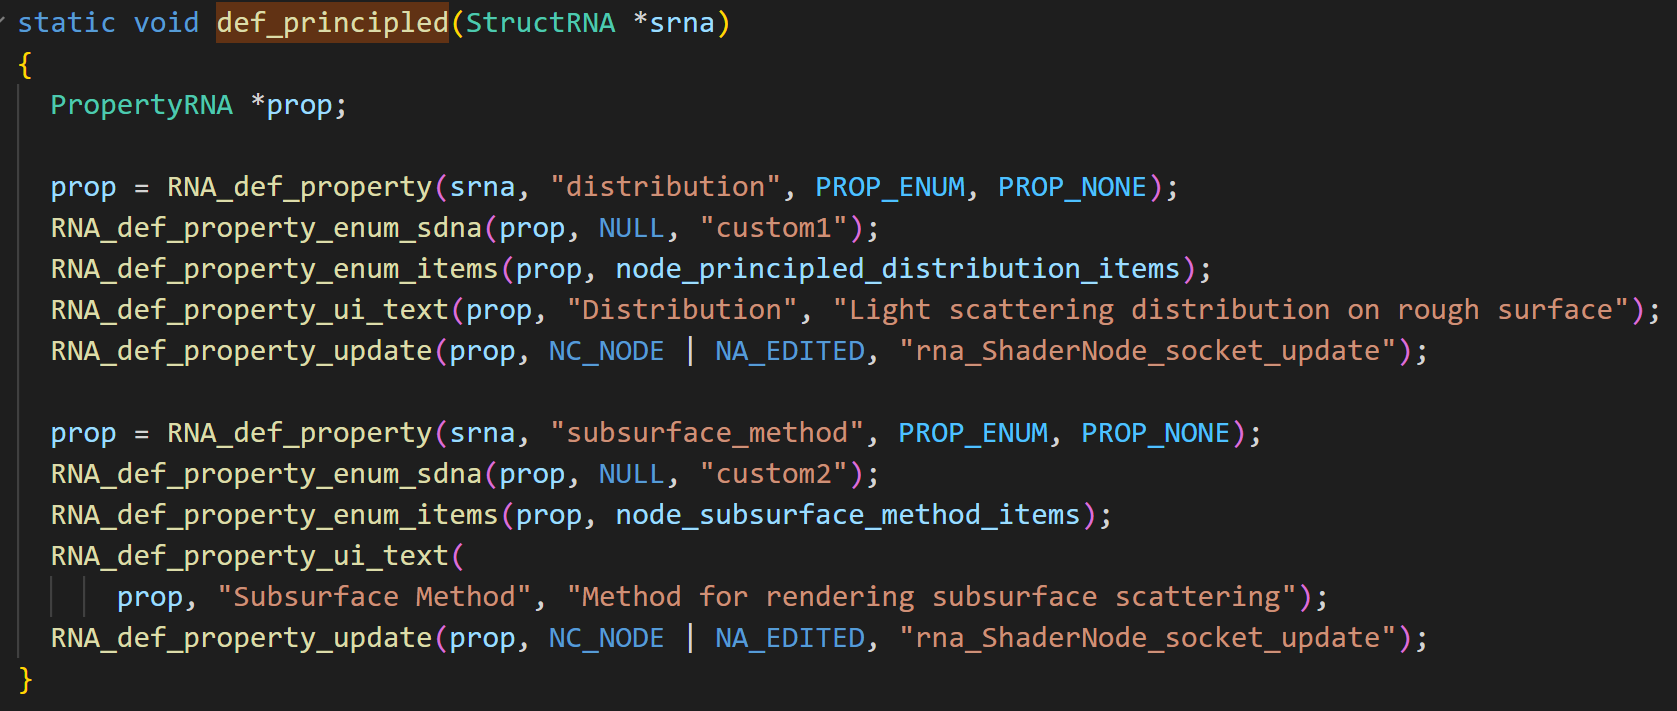 static void def_principled(StructRNA *srna)
{
  PropertyRNA *prop;

  prop = RNA_def_property(srna, "distribution", PROP_ENUM, PROP_NONE);
  RNA_def_property_enum_sdna(prop, NULL, "custom1");
  RNA_def_property_enum_items(prop, node_principled_distribution_items);
  RNA_def_property_ui_text(prop, "Distribution", "Light scattering distribution on rough surface");
  RNA_def_property_update(prop, NC_NODE | NA_EDITED, "rna_ShaderNode_socket_update");

  prop = RNA_def_property(srna, "subsurface_method", PROP_ENUM, PROP_NONE);
  RNA_def_property_enum_sdna(prop, NULL, "custom2");
  RNA_def_property_enum_items(prop, node_subsurface_method_items);
  RNA_def_property_ui_text(
      prop, "Subsurface Method", "Method for rendering subsurface scattering");
  RNA_def_property_update(prop, NC_NODE | NA_EDITED, "rna_ShaderNode_socket_update");
}